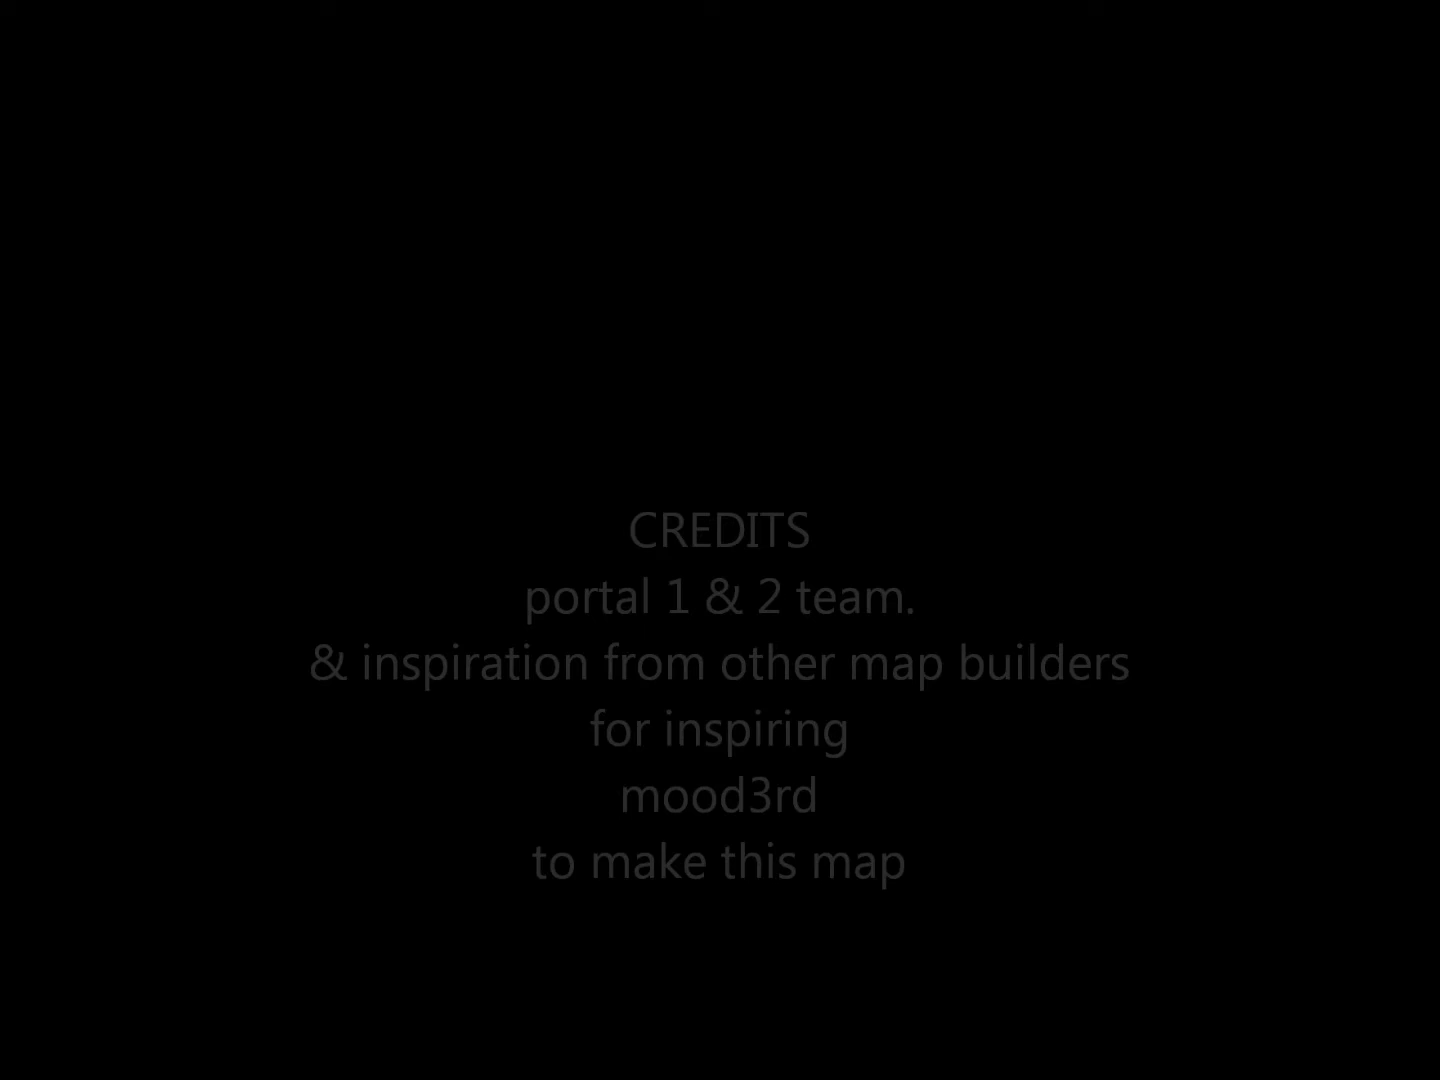 CREDITS
portal 1 & 2 team.
& inspiration from other map builders
for inspiring
mood3rd
to make this map